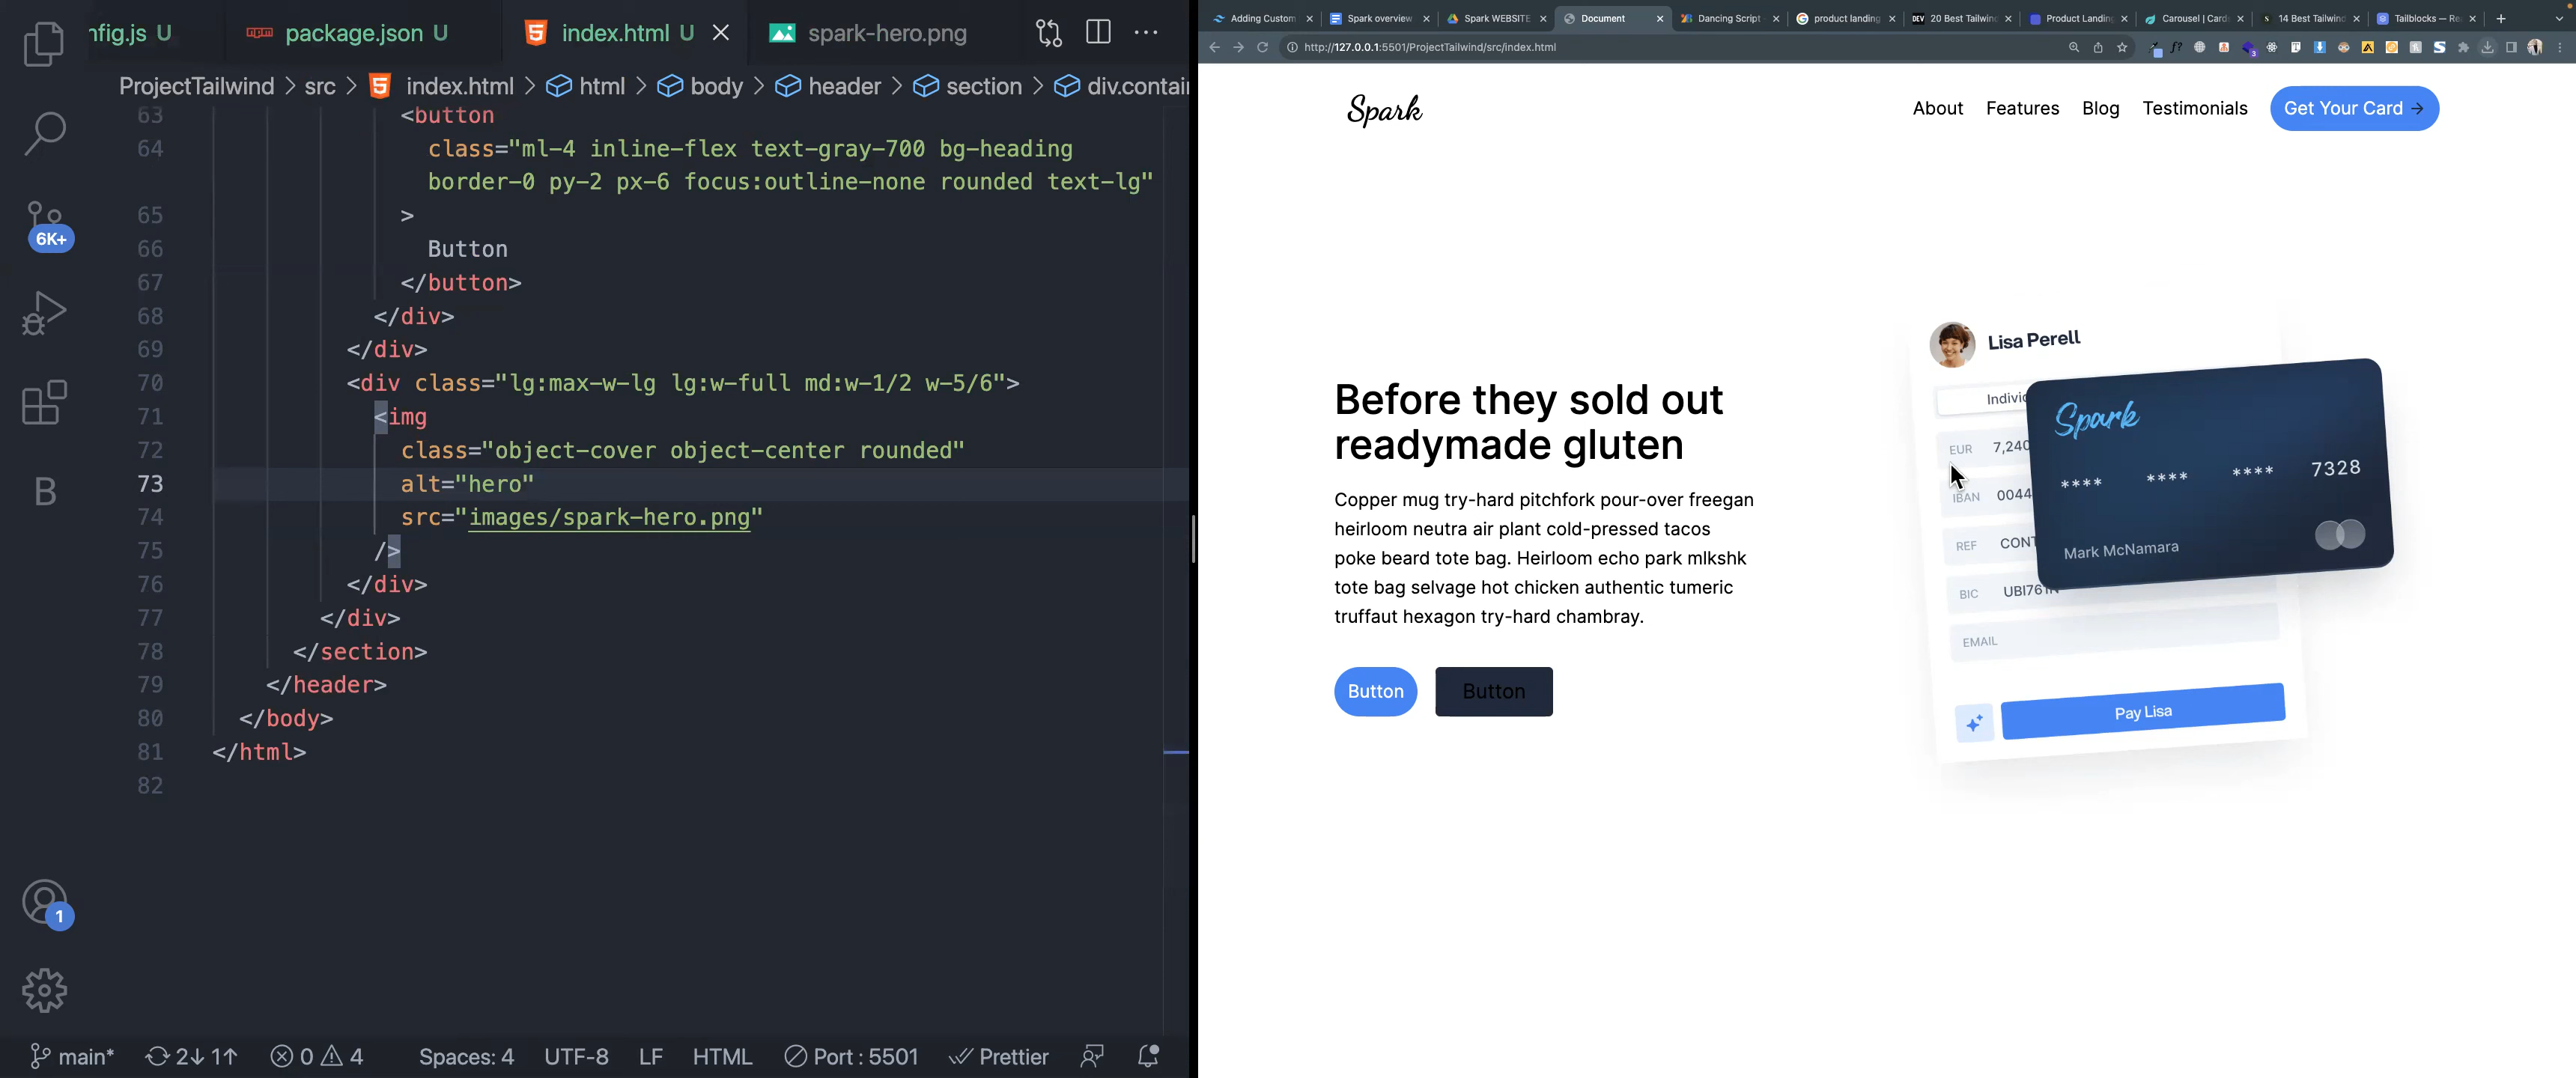 nfig.js U
package.json U
index.html U
spark-hero.png
ProjectTailwind > src > index.html > html > body > header > section > div.contai
63 <button
64 class="ml-4 inline-flex text-gray-700 bg-heading
border-0 py-2 px-6 focus:outline-none rounded text-lg"
65 >
66 Button
67 </button>
68 </div>
69 </div>
70 <div class="lg:max-w-lg lg:w-full md:w-1/2 w-5/6">
71 <img
72 class="object-cover object-center rounded"
73 alt="hero"
74 src="images/spark-hero.png"
75 />
76 </div>
77 </div>
78 </section>
79 </header>
80 </body>
81 </html>
82
6K+
B
1
main* 2↓ 1↑ 0 4 Spaces: 4 UTF-8 LF HTML Port : 5501 Prettier
Adding Custom
Spark overview
Spark WEBSITE
Document
Dancing Script
product landing
DEV 20 Best Tailwin
Product Landin
Carousel | Card
14 Best Tailwind
Tailblocks — Re
http://127.0.0.1:5501/ProjectTailwind/src/index.html
Spark
About Features Blog Testimonials Get Your Card →
Before they sold out
readymade gluten
Copper mug try-hard pitchfork pour-over freegan
heirloom neutra air plant cold-pressed tacos
poke beard tote bag. Heirloom echo park mlkshk
tote bag selvage hot chicken authentic tumeric
truffaut hexagon try-hard chambray.
Button
Button
Lisa Perell
Individ
EUR 7,240
IBAN 0044
REF CONT
BIC UBI761N
EMAIL
Pay Lisa
Spark
**** **** **** 7328
Mark McNamara